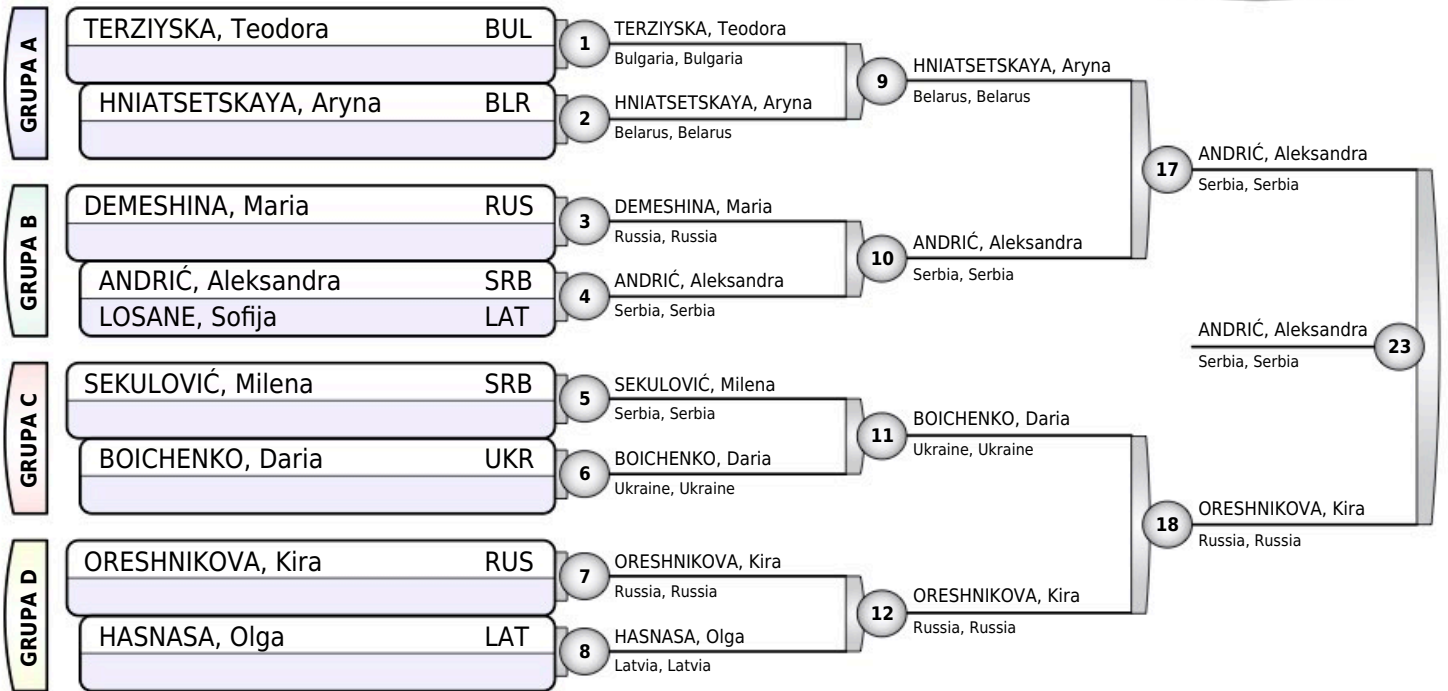 GRUPA A
TERZIYSKA, Teodora BUL
HNIATSETSKAYA, Aryna BLR
1
TERZIYSKA, Teodora
Bulgaria, Bulgaria
2
HNIATSETSKAYA, Aryna
Belarus, Belarus
9
HNIATSETSKAYA, Aryna
Belarus, Belarus
GRUPA B
DEMESHINA, Maria RUS
ANDRIĆ, Aleksandra SRB
LOSANE, Sofija LAT
3
DEMESHINA, Maria
Russia, Russia
4
ANDRIĆ, Aleksandra
Serbia, Serbia
10
ANDRIĆ, Aleksandra
Serbia, Serbia
17
ANDRIĆ, Aleksandra
Serbia, Serbia
GRUPA C
SEKULOVIĆ, Milena SRB
BOICHENKO, Daria UKR
5
SEKULOVIĆ, Milena
Serbia, Serbia
6
BOICHENKO, Daria
Ukraine, Ukraine
11
BOICHENKO, Daria
Ukraine, Ukraine
GRUPA D
ORESHNIKOVA, Kira RUS
HASNASA, Olga LAT
7
ORESHNIKOVA, Kira
Russia, Russia
8
HASNASA, Olga
Latvia, Latvia
12
ORESHNIKOVA, Kira
Russia, Russia
18
ORESHNIKOVA, Kira
Russia, Russia
ANDRIĆ, Aleksandra
Serbia, Serbia
23